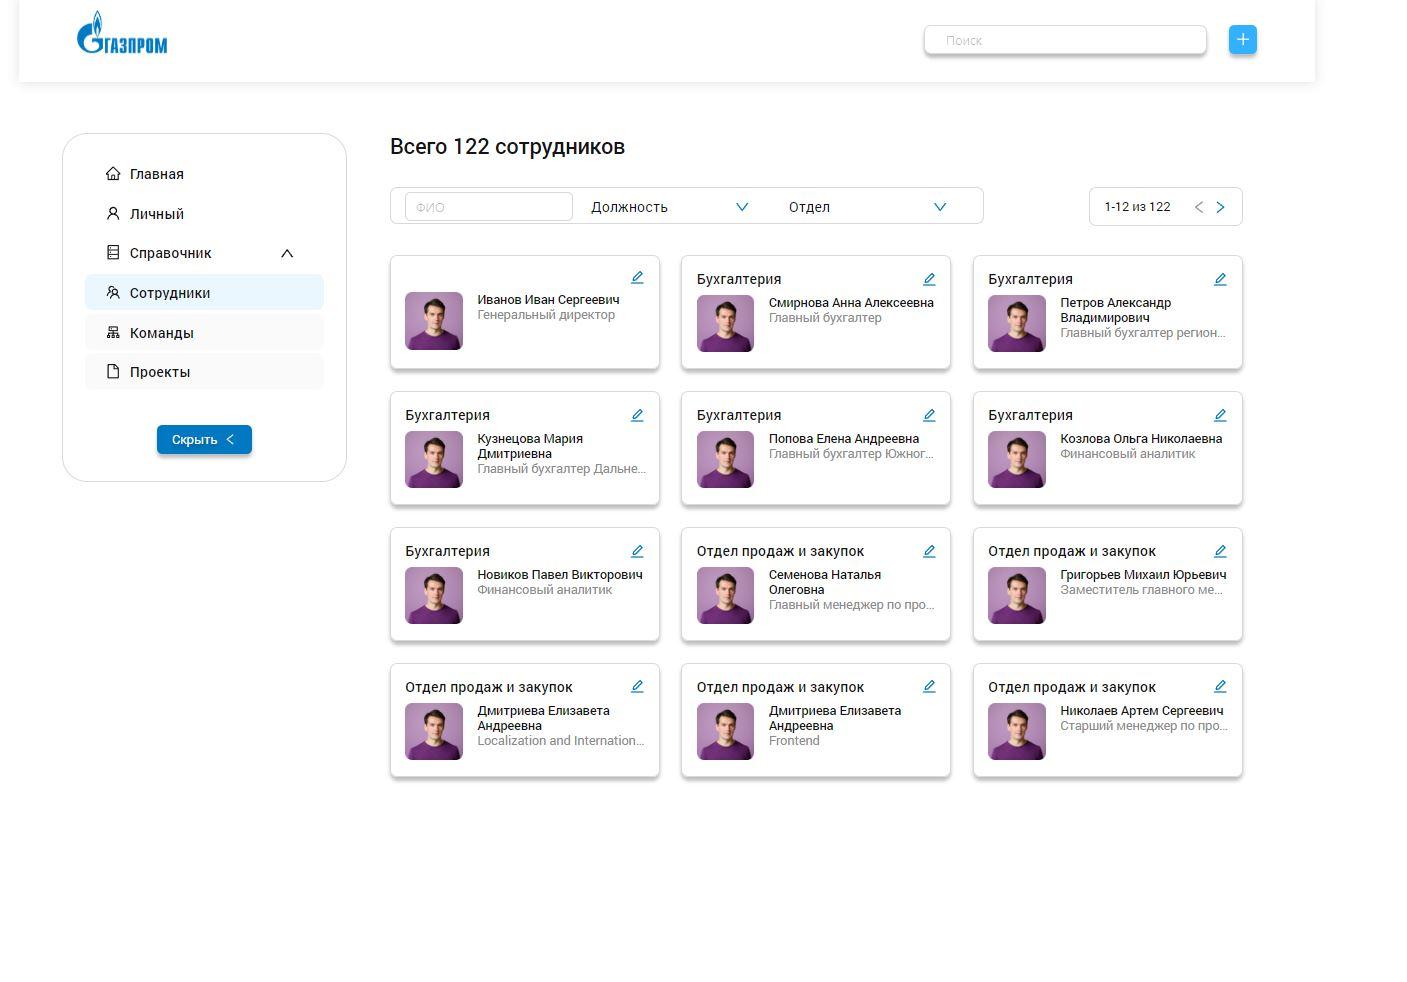 ГАЗПРОМ
Поиск
Главная
Личный
Справочник
Сотрудники
Команды
Проекты
Скрыть
Всего 122 сотрудников
ФИО
Должность
Отдел
1-12 из 122
Иванов Иван Сергеевич
Генеральный директор
Бухгалтерия
Смирнова Анна Алексеевна
Главный бухгалтер
Бухгалтерия
Петров Александр
Владимирович
Главный бухгалтер регион...
Бухгалтерия
Кузнецова Мария
Дмитриевна
Главный бухгалтер Дальне...
Бухгалтерия
Попова Елена Андреевна
Главный бухгалтер Южног...
Бухгалтерия
Козлова Ольга Николаевна
Финансовый аналитик
Бухгалтерия
Новиков Павел Викторович
Финансовый аналитик
Отдел продаж и закупок
Семенова Наталья
Олеговна
Главный менеджер по про...
Отдел продаж и закупок
Григорьев Михаил Юрьевич
Заместитель главного ме...
Отдел продаж и закупок
Дмитриева Елизавета
Андреевна
Localization and Internation...
Отдел продаж и закупок
Дмитриева Елизавета
Андреевна
Frontend
Отдел продаж и закупок
Николаев Артем Сергеевич
Старший менеджер по про...